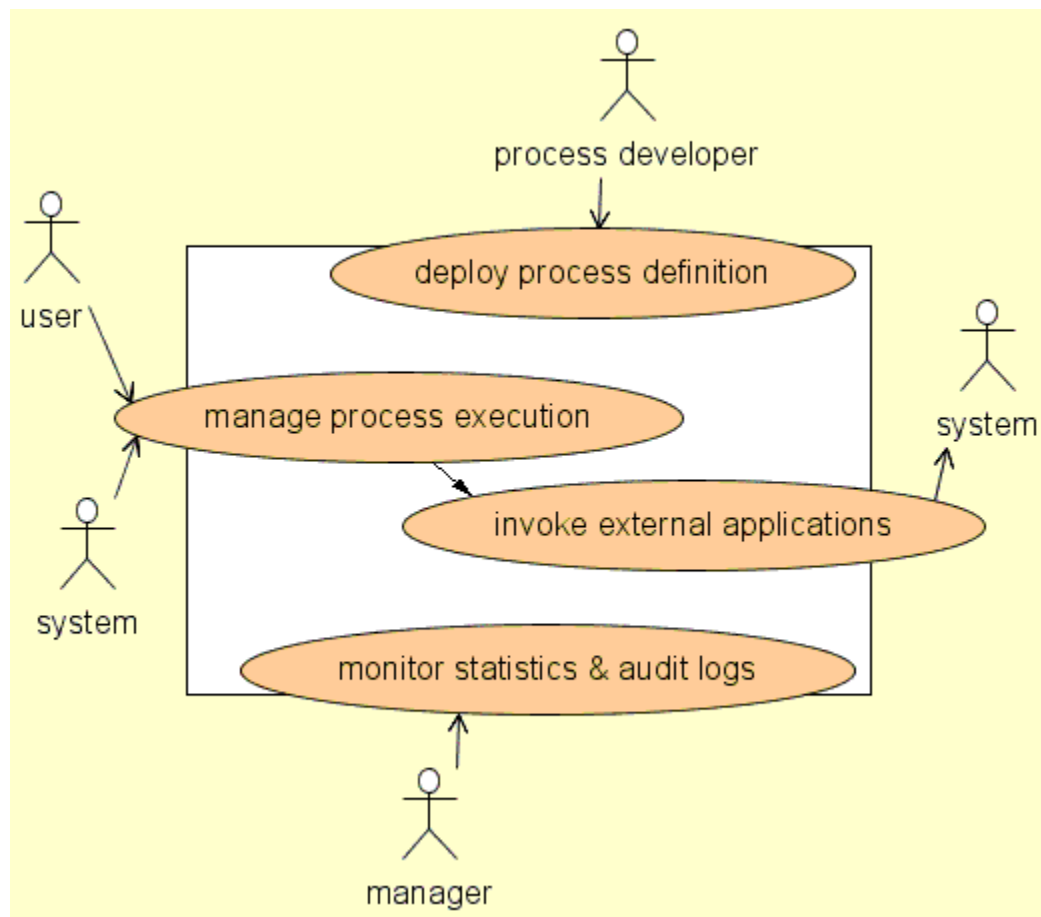 process developer
deploy process definition
user
manage process execution
system
invoke external applications
system
monitor statistics & audit logs
manager